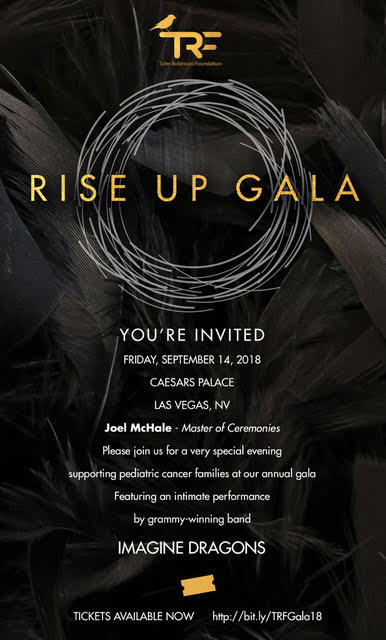 TRF
Tyler Robinson Foundation
RISE UP GALA
YOU'RE INVITED
FRIDAY, SEPTEMBER 14, 2018
CAESARS PALACE
LAS VEGAS, NV
Joel McHale - Master of Ceremonies
Please join us for a very special evening
supporting pediatric cancer families at our annual gala
Featuring an intimate performance
by grammy-winning band
IMAGINE DRAGONS
TICKETS AVAILABLE NOW http://bit.ly/TRFGala18